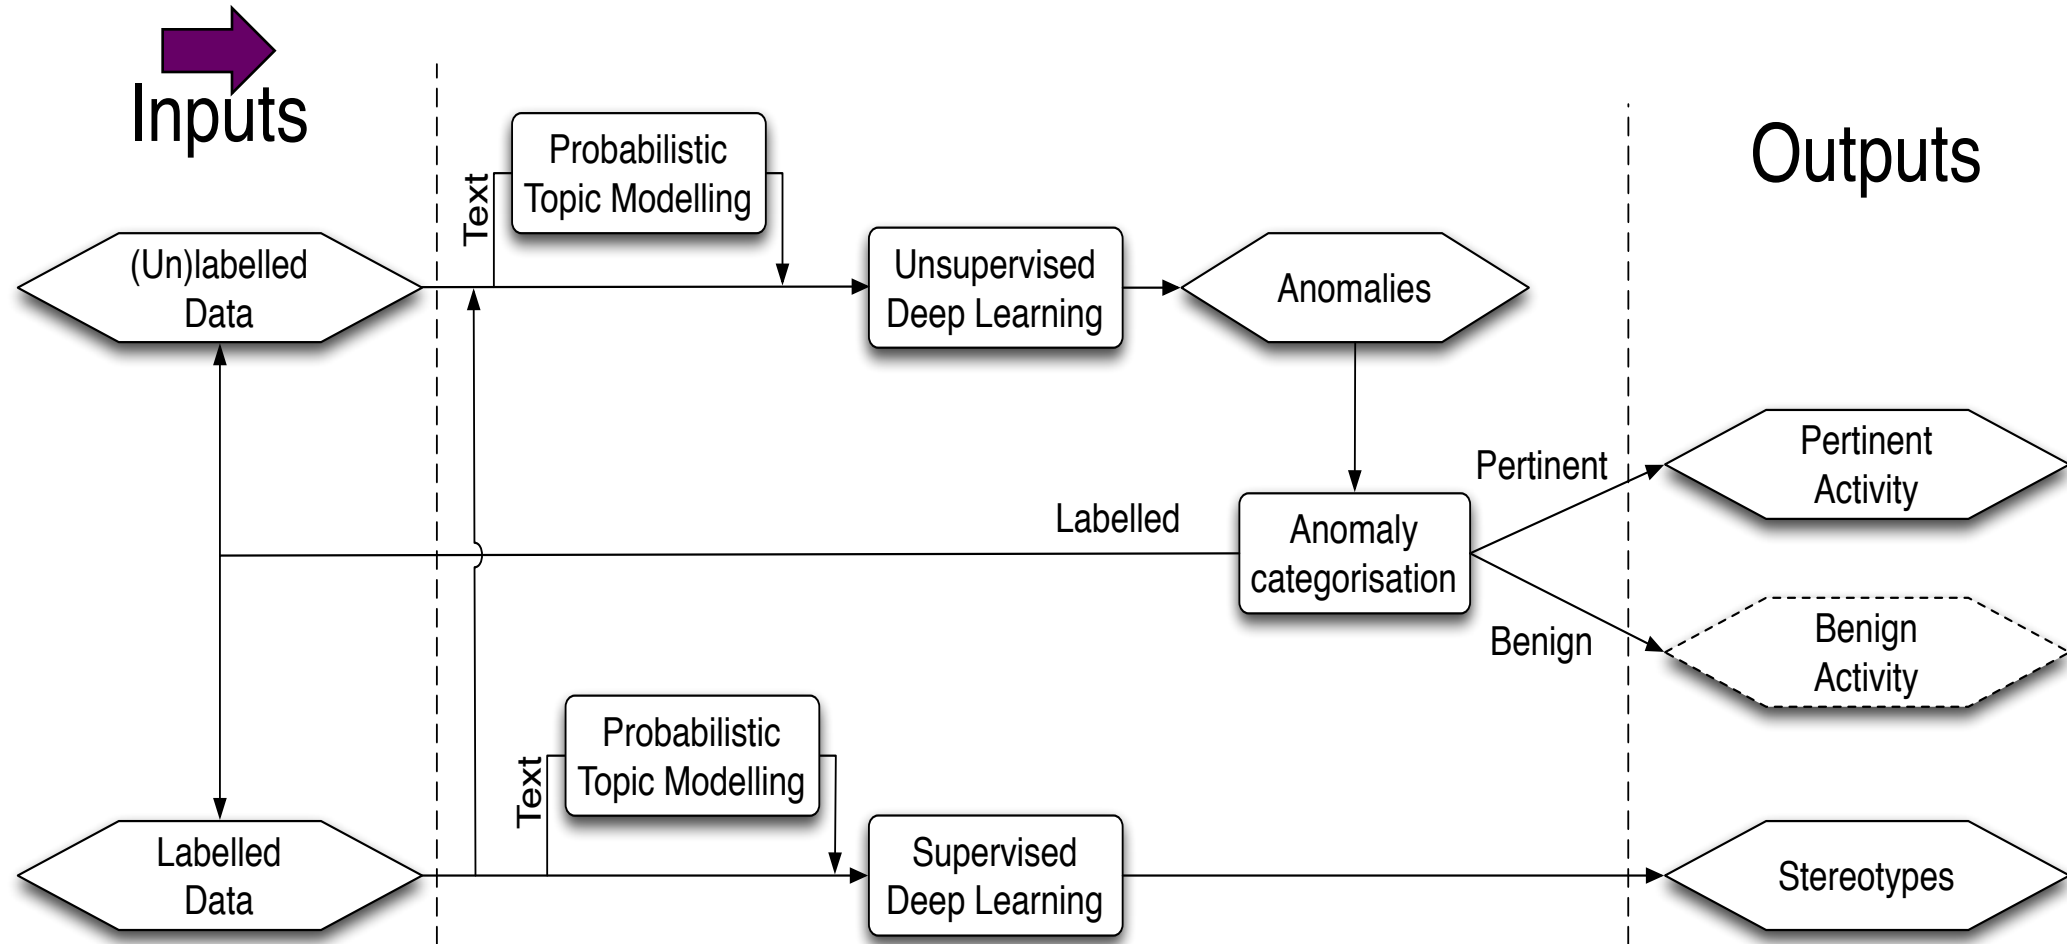 Inputs
Outputs
Probabilistic
Topic Modelling
Text
(Un)labelled
Data
Unsupervised
Deep Learning
Anomalies
Pertinent
Activity
Pertinent
Labelled
Anomaly
categorisation
Benign
Benign
Activity
Probabilistic
Topic Modelling
Text
Labelled
Data
Supervised
Deep Learning
Stereotypes